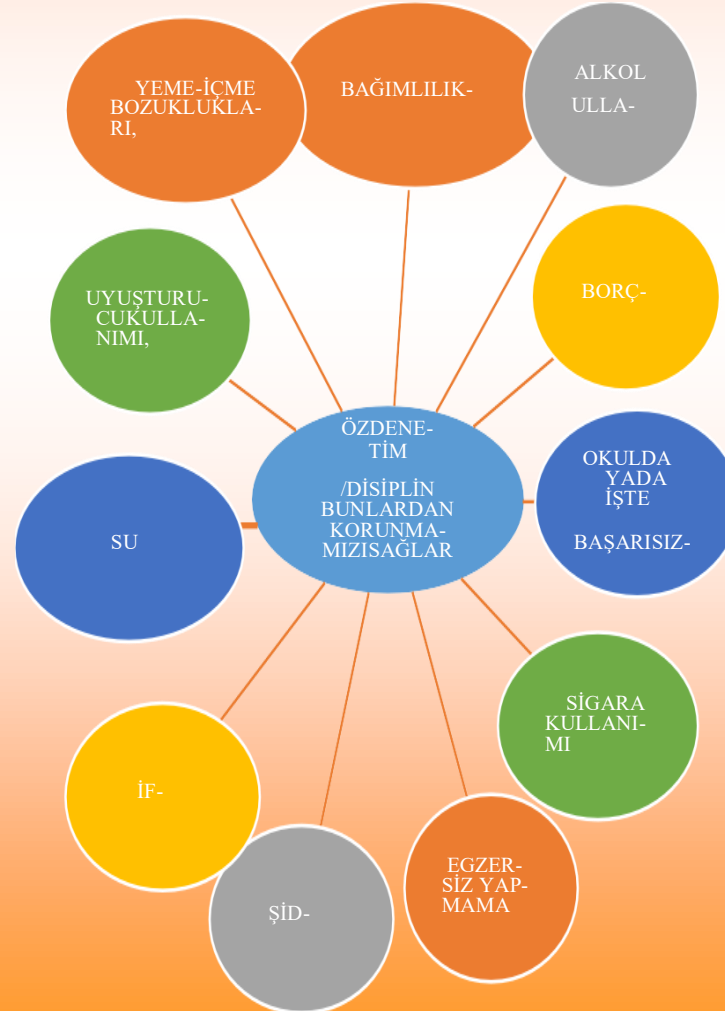 YEME-İÇME
BOZUKLUKLA-
RI,
BAĞIMLILIK-
ALKOL
ULLA-
UYUŞTURU-
CUKULLA-
NIMI,
BORÇ-
ÖZDENE-
TİM
/DİSİPLİN
BUNLARDAN
KORUNMA-
MIZISAĞLAR
OKULDA
YADA
İŞTE
BAŞARISIZ-
SU
SİGARA
KULLANI-
MI
İF-
EGZER-
SİZ YAP-
MAMA
ŞİD-